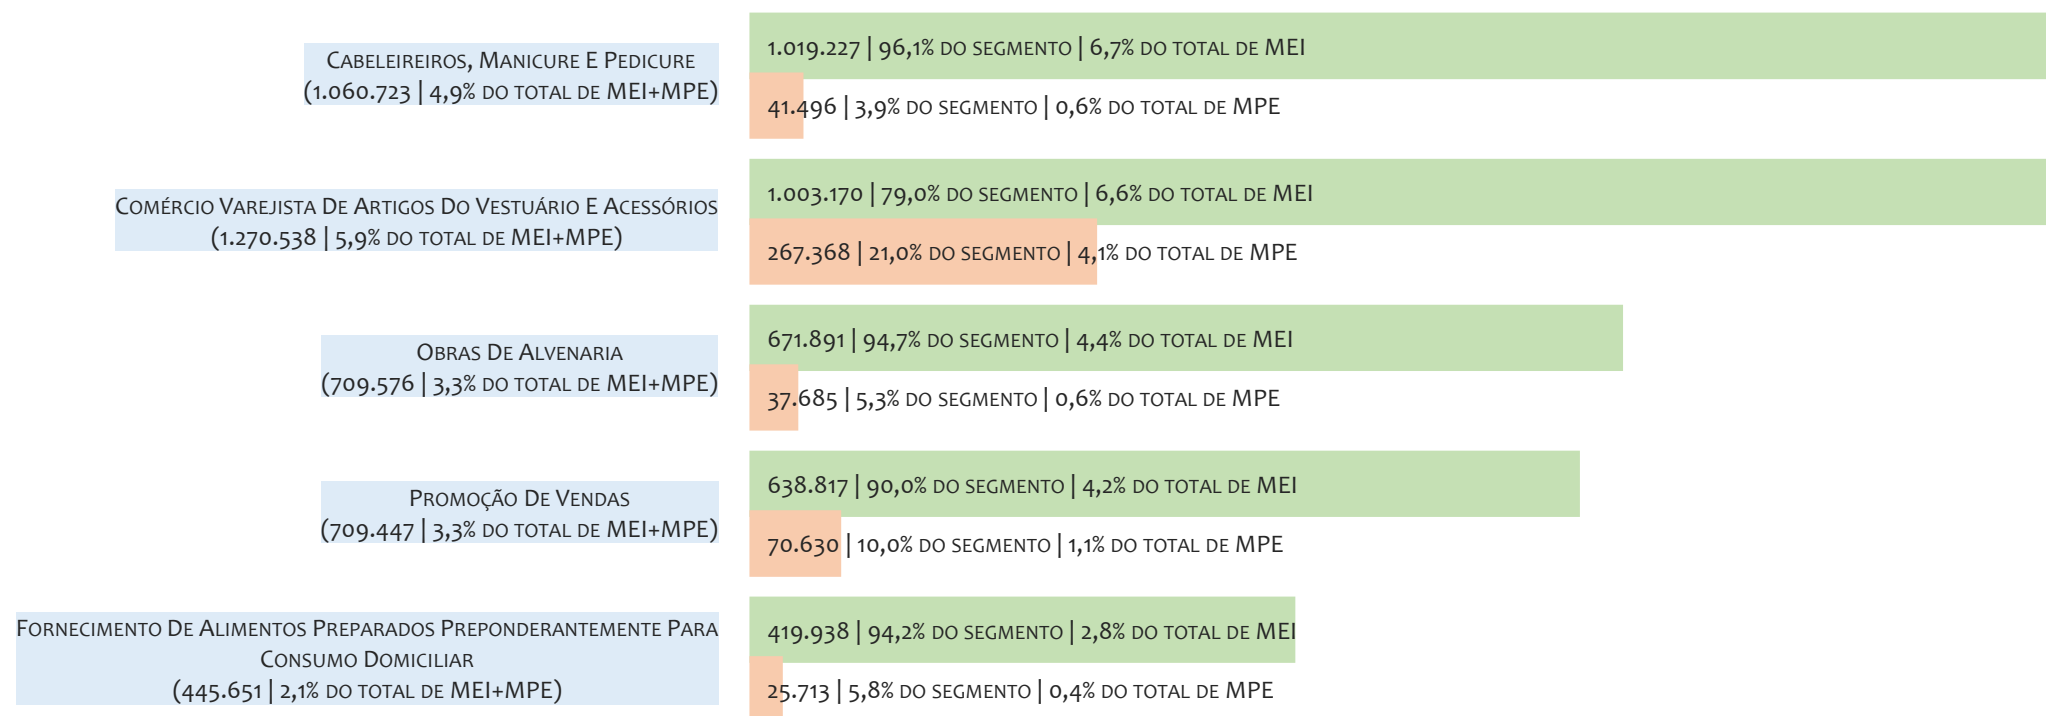 Cabeleireiros, Manicure E Pedicure
(1.060.723 | 4,9% do total de MEI+MPE)
1.019.227 | 96,1% do segmento | 6,7% do total de MEI
41.496 | 3,9% do segmento | 0,6% do total de MPE
Comércio Varejista De Artigos Do Vestuário E Acessórios
(1.270.538 | 5,9% do total de MEI+MPE)
1.003.170 | 79,0% do segmento | 6,6% do total de MEI
267.368 | 21,0% do segmento | 4,1% do total de MPE
Obras De Alvenaria
(709.576 | 3,3% do total de MEI+MPE)
671.891 | 94,7% do segmento | 4,4% do total de MEI
37.685 | 5,3% do segmento | 0,6% do total de MPE
Promoção De Vendas
(709.447 | 3,3% do total de MEI+MPE)
638.817 | 90,0% do segmento | 4,2% do total de MEI
70.630 | 10,0% do segmento | 1,1% do total de MPE
Fornecimento De Alimentos Preparados Preponderantemente Para
Consumo Domiciliar
(445.651 | 2,1% do total de MEI+MPE)
419.938 | 94,2% do segmento | 2,8% do total de MEI
25.713 | 5,8% do segmento | 0,4% do total de MPE